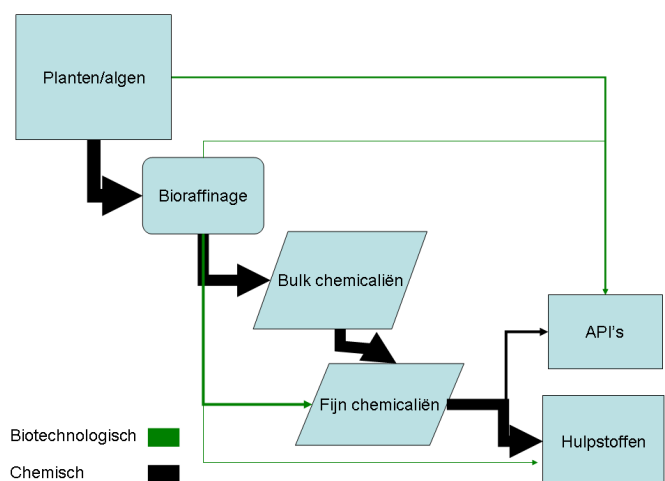 Planten/algen
Bioraffinage
Bulk chemicaliën
API's
Fijn chemicaliën
Hulpstoffen
Biotechnologisch
Chemisch